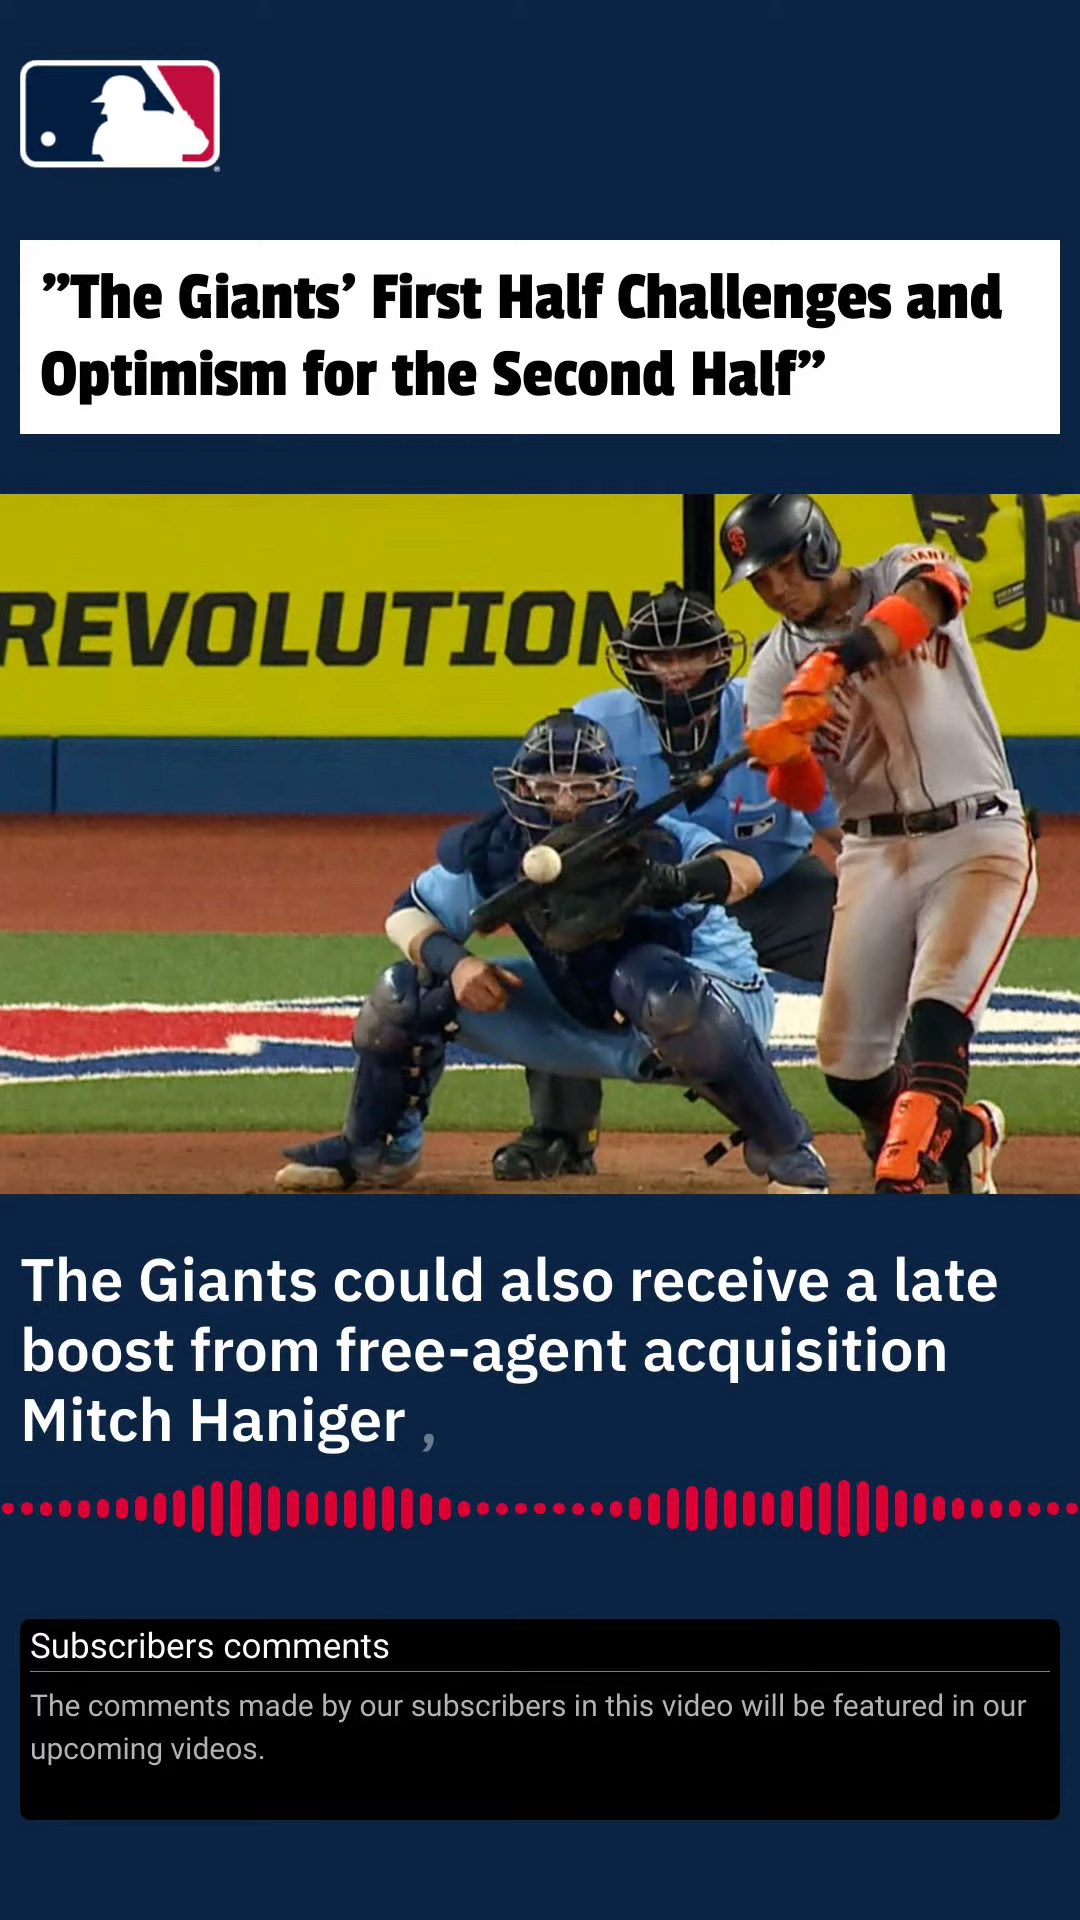 ”The Giants’ First Half Challenges and
Optimism for the Second Half”
REVOLUTION
GIANTS
The Giants could also receive a late
boost from free-agent acquisition
Mitch Haniger ,
Subscribers comments
The comments made by our subscribers in this video will be featured in our
upcoming videos.